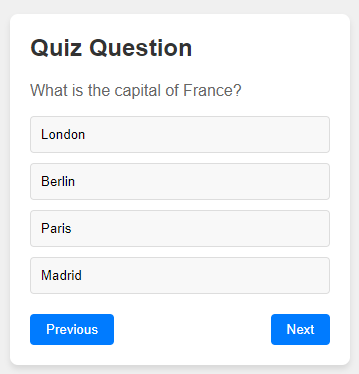 Quiz Question
What is the capital of France?
London
Berlin
Paris
Madrid
Previous Next